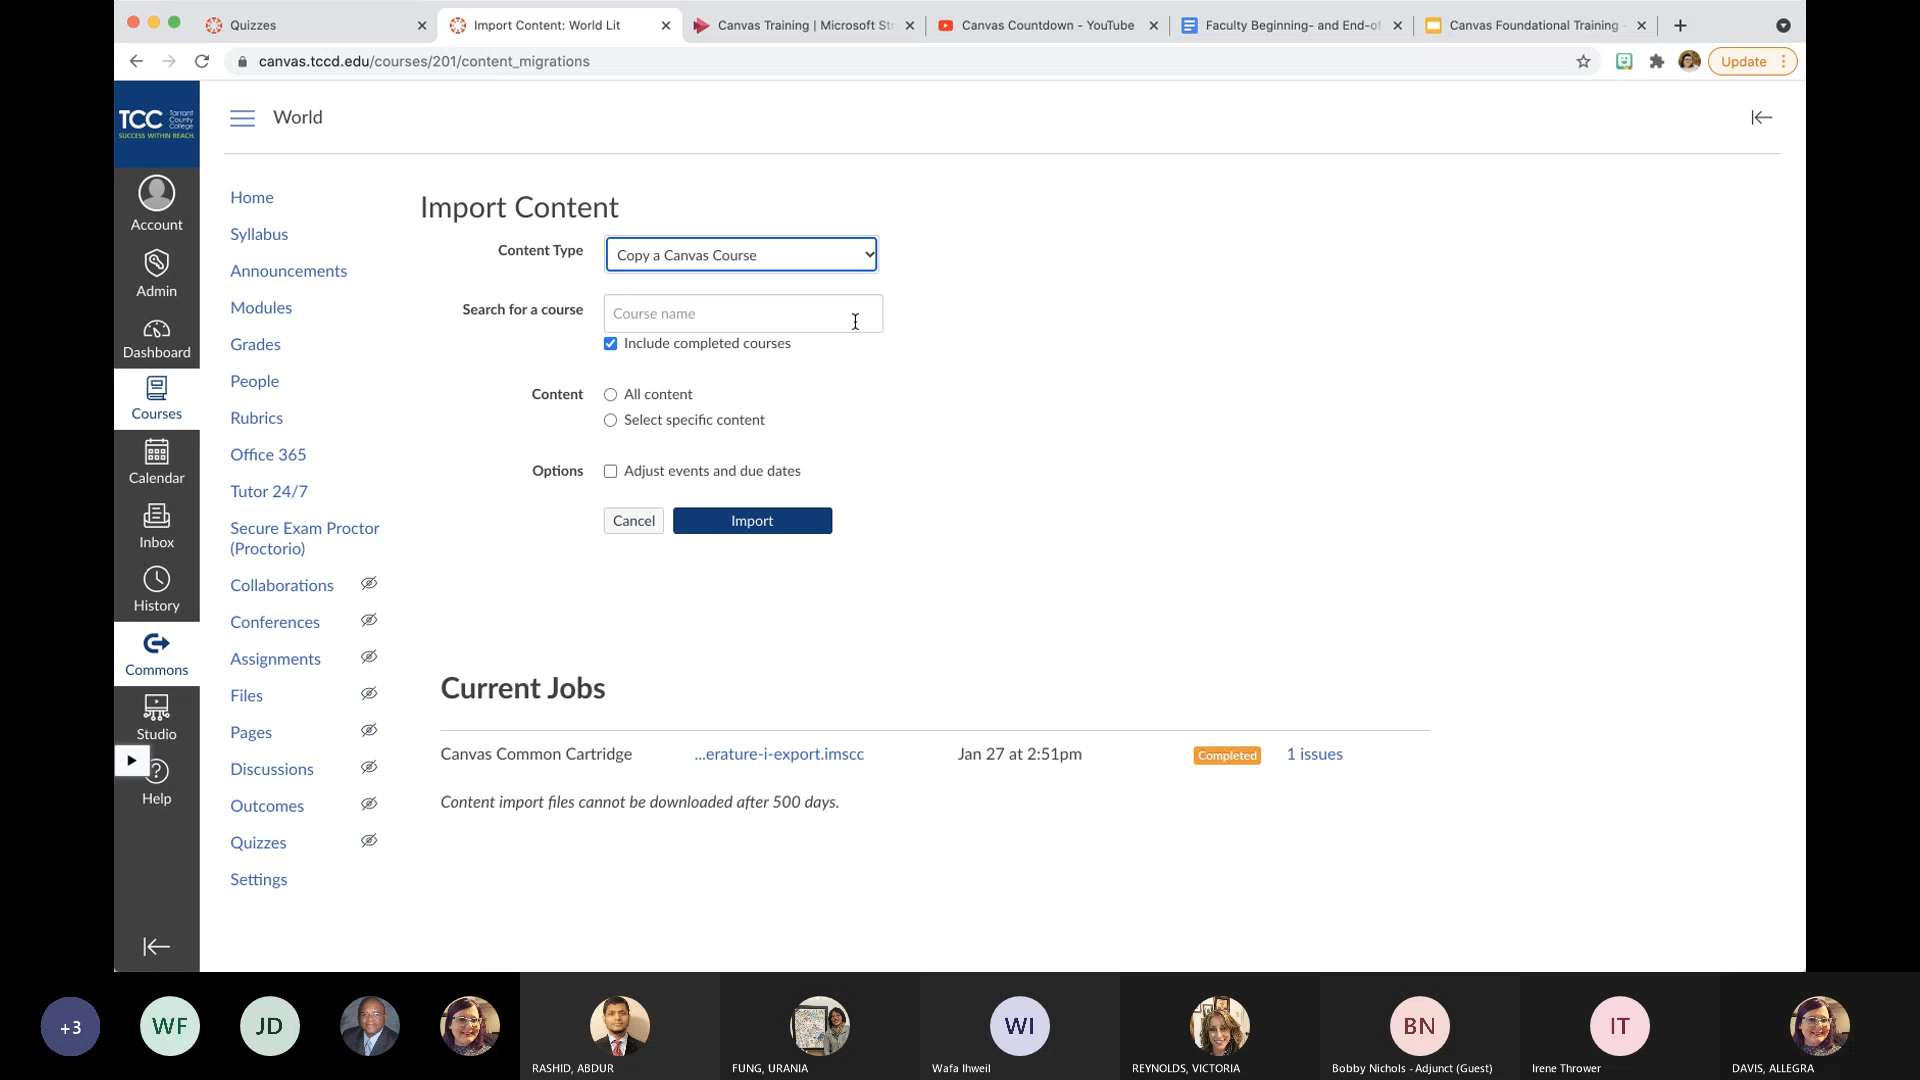 Quizzes
Import Content: World Lit
Canvas Training | Microsoft Str
Canvas Countdown - YouTube
Faculty Beginning- and End-of
Canvas Foundational Training -
canvas.tccd.edu/courses/201/content_migrations
Update
TCC Tarrant County College
SUCCESS WITHIN REACH.
World
Account
Admin
Dashboard
Courses
Calendar
Inbox
History
Commons
Studio
Help
Home
Syllabus
Announcements
Modules
Grades
People
Rubrics
Office 365
Tutor 24/7
Secure Exam Proctor
(Proctorio)
Collaborations
Conferences
Assignments
Files
Pages
Discussions
Outcomes
Quizzes
Settings
Import Content
Content Type Copy a Canvas Course
Search for a course Course name
Include completed courses
Content All content
Select specific content
Options Adjust events and due dates
Cancel Import
Current Jobs
Canvas Common Cartridge ...erature-i-export.imscc Jan 27 at 2:51pm Completed 1 issues
Content import files cannot be downloaded after 500 days.
+3 WF JD WI BN IT
RASHID, ABDUR FUNG, URANIA Wafa Ihweil REYNOLDS, VICTORIA Bobby Nichols - Adjunct (Guest) Irene Thrower DAVIS, ALLEGRA